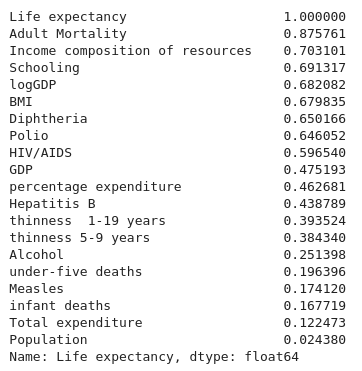 Life expectancy                    1.000000
Adult Mortality                    0.875761
Income composition of resources    0.703101
Schooling                          0.691317
logGDP                             0.682082
BMI                                0.679835
Diphtheria                         0.650166
Polio                              0.646052
HIV/AIDS                           0.596540
GDP                                0.475193
percentage expenditure             0.462681
Hepatitis B                        0.438789
thinness  1-19 years               0.393524
thinness 5-9 years                 0.384340
Alcohol                            0.251398
under-five deaths                  0.196396
Measles                            0.174120
infant deaths                      0.167719
Total expenditure                  0.122473
Population                         0.024380
Name: Life expectancy, dtype: float64